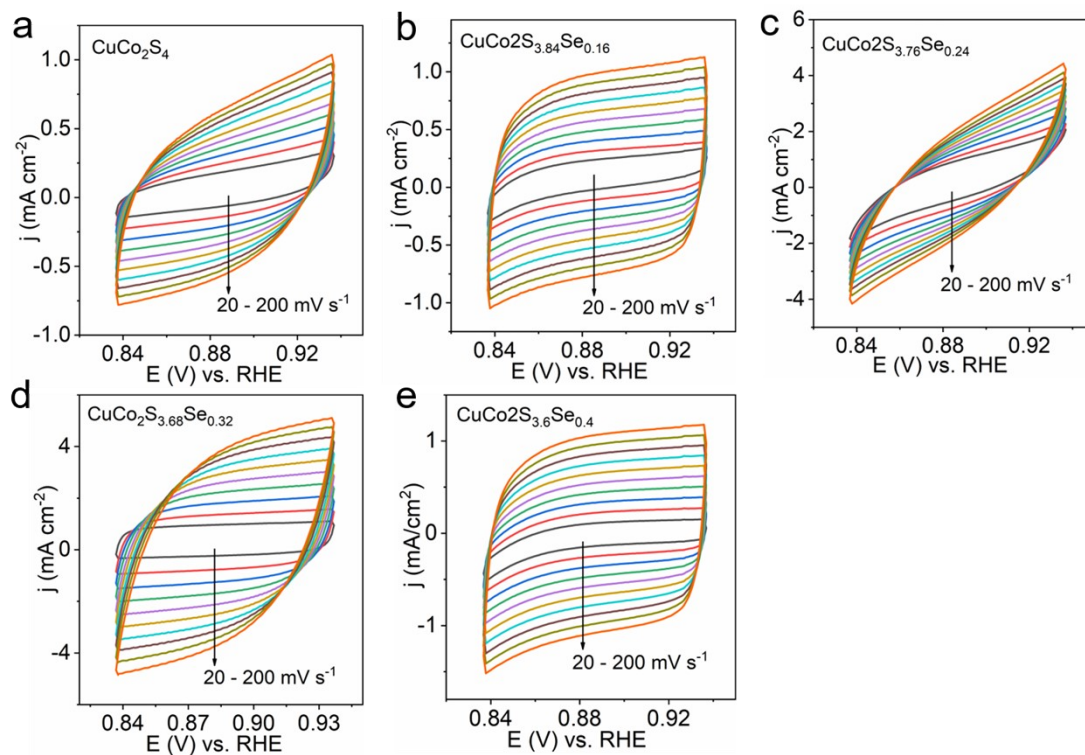 a
CuCo₂S₄
j (mA cm⁻²)
1.0
0.5
0.0
-0.5
-1.0
20 - 200 mV s⁻¹
0.84 0.88 0.92
E (V) vs. RHE
b
CuCo2S₃.₈₄Se₀.₁₆
j (mA cm⁻²)
1.0
0.5
0.0
-0.5
-1.0
20 - 200 mV s⁻¹
0.84 0.88 0.92
E (V) vs. RHE
c
CuCo2S₃.₇₆Se₀.₂₄
j (mA cm⁻²)
6
4
2
0
-2
-4
20 - 200 mV s⁻¹
0.84 0.88 0.92
E (V) vs. RHE
d
CuCo₂S₃.₆₈Se₀.₃₂
j (mA cm⁻²)
4
0
-4
20 - 200 mV s⁻¹
0.84 0.87 0.90 0.93
E (V) vs. RHE
e
CuCo2S₃.₆Se₀.₄
j (mA/cm²)
1
0
-1
20 - 200 mV s⁻¹
0.84 0.88 0.92
E (V) vs. RHE